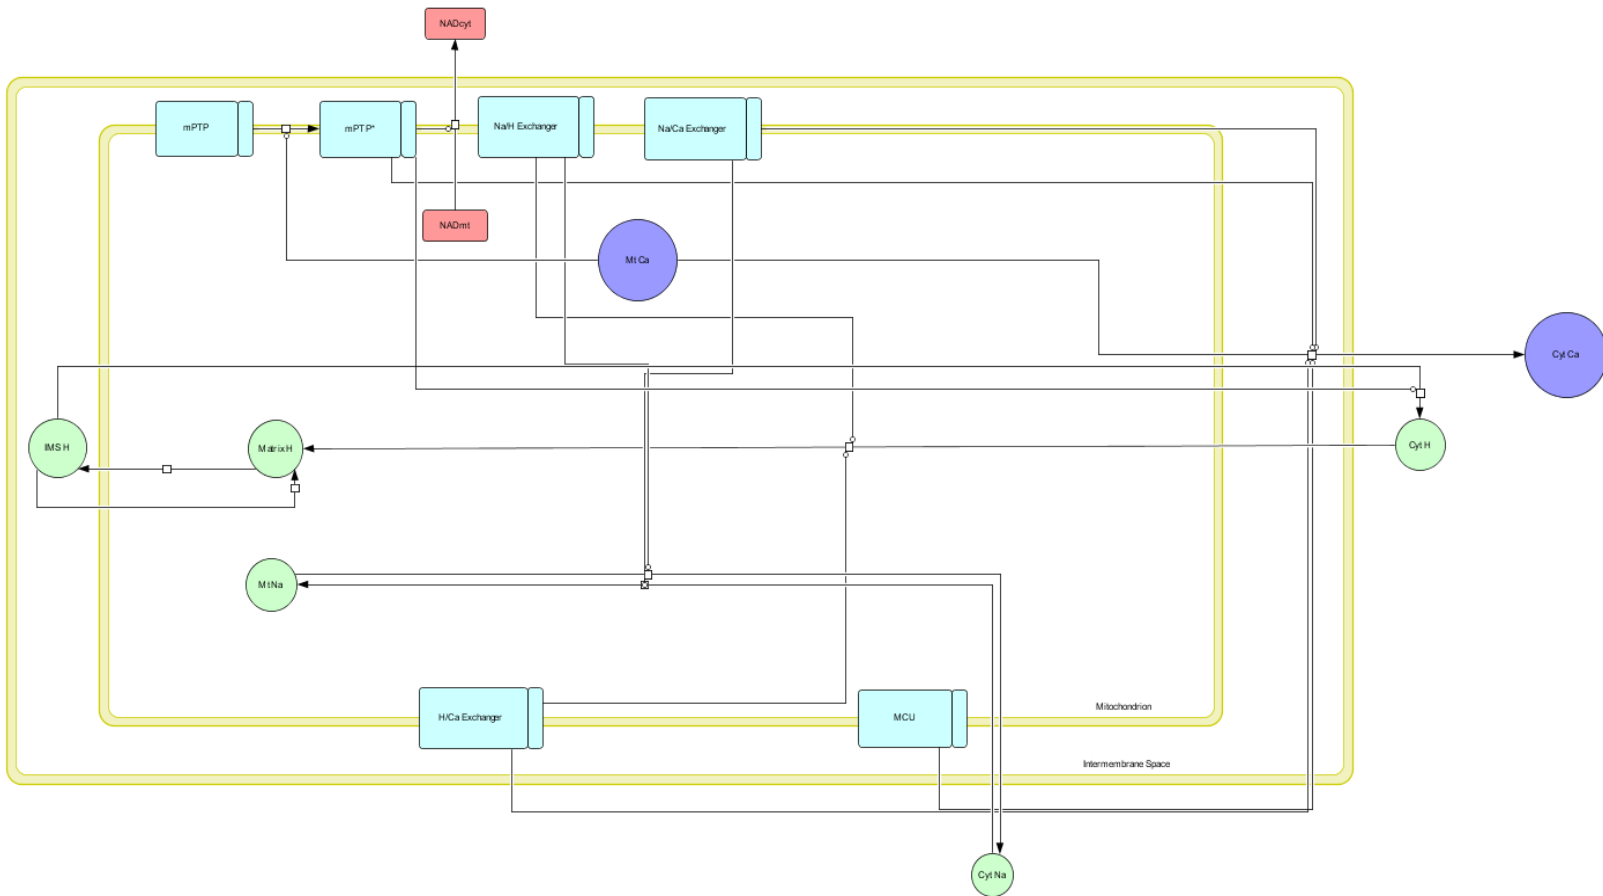 NADcyt
mPTP
mPTP*
Na/H Exchanger
Na/Ca Exchanger
NADmt
Mt Ca
Cyt Ca
IMS H
Matrix H
Cyt H
Mt Na
H/Ca Exchanger
MCU
Mitochondrion
Intermembrane Space
Cyt Na